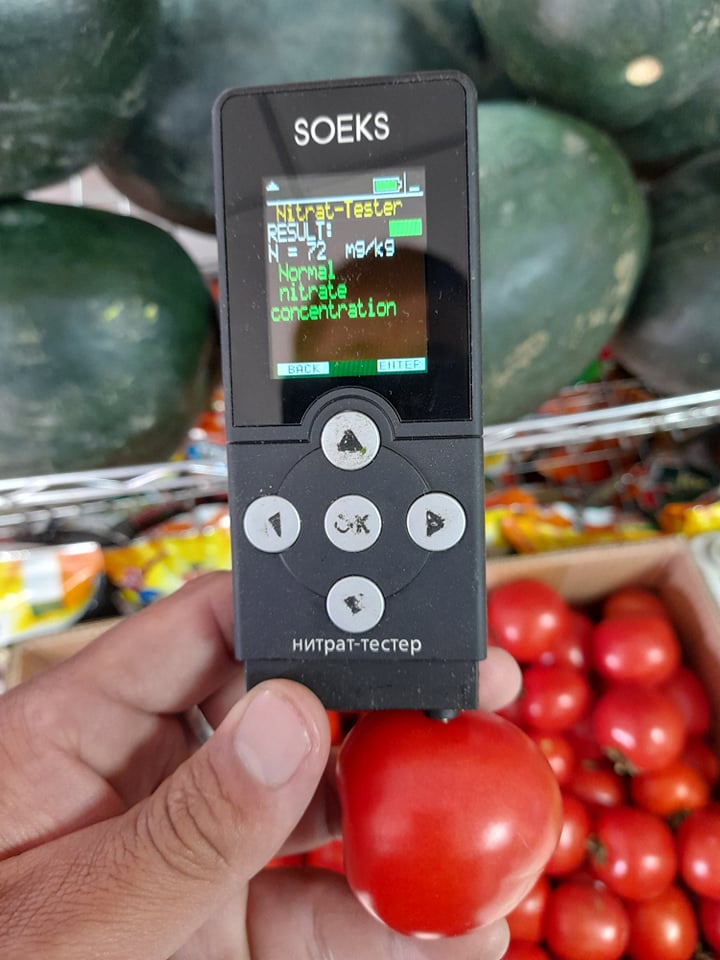 SOEKS
Nitrat-Tester
RESULT:
N = 72 mg/kg
Normal
nitrate
concentration
BACK ENTER
OK
нитрат-тестер